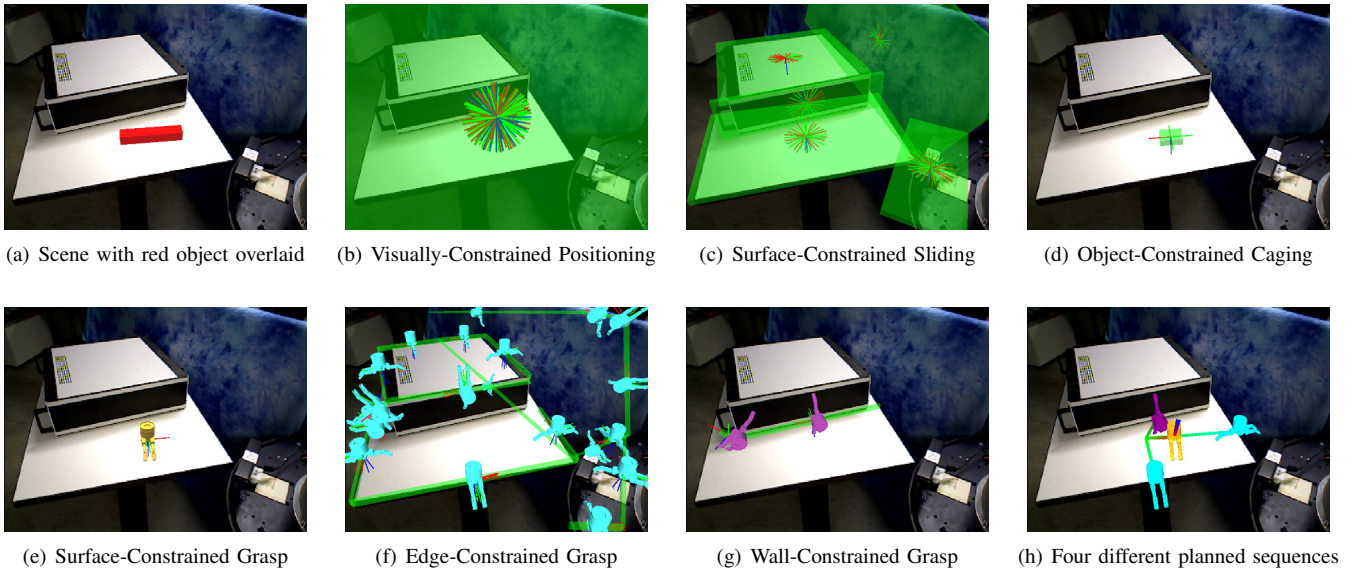 (a) Scene with red object overlaid
(b) Visually-Constrained Positioning
(c) Surface-Constrained Sliding
(d) Object-Constrained Caging
(e) Surface-Constrained Grasp
(f) Edge-Constrained Grasp
(g) Wall-Constrained Grasp
(h) Four different planned sequences